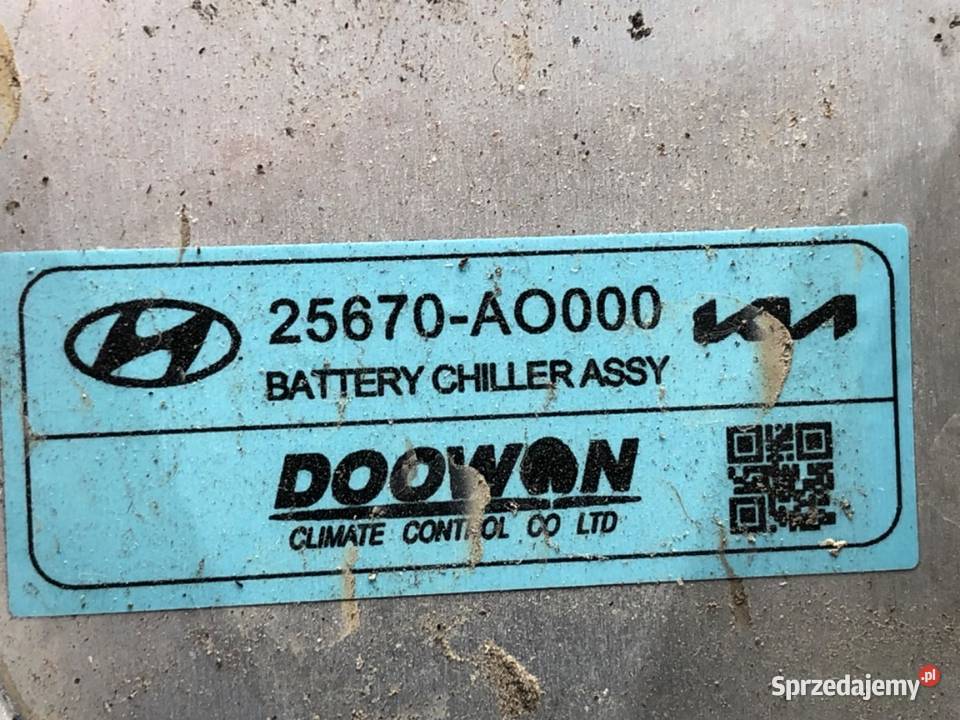 25670-AO000
BATTERY CHILLER ASSY
DOOWON
CLIMATE CONTROL CO LTD
Sprzedajemy.pl